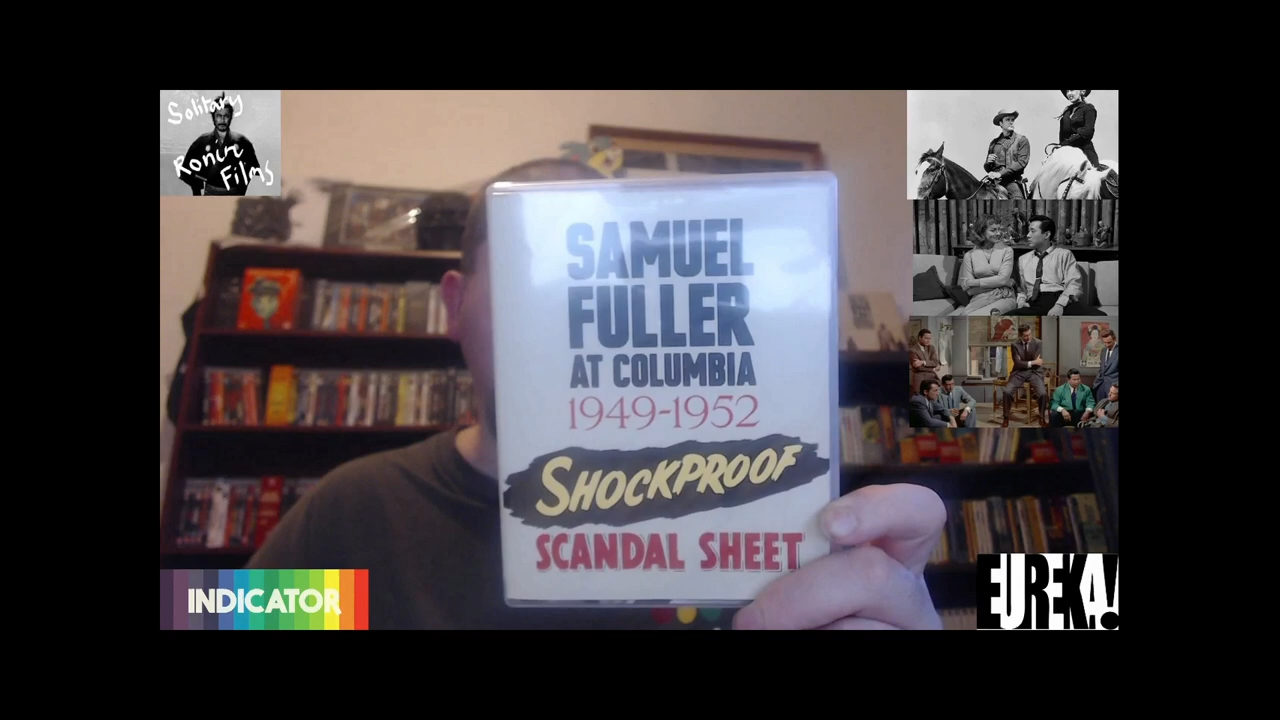 Solitary
Ronin
Films
SAMUEL
FULLER
AT COLUMBIA
1949-1952
SHOCKPROOF
SCANDAL SHEET
INDICATOR
EUREKA!